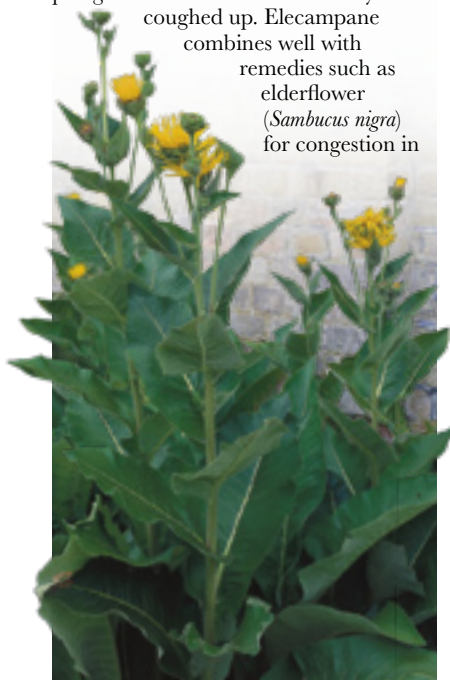 coughed up. Elecampane
combines well with
remedies such as
elderflower
(Sambucus nigra)
for congestion in